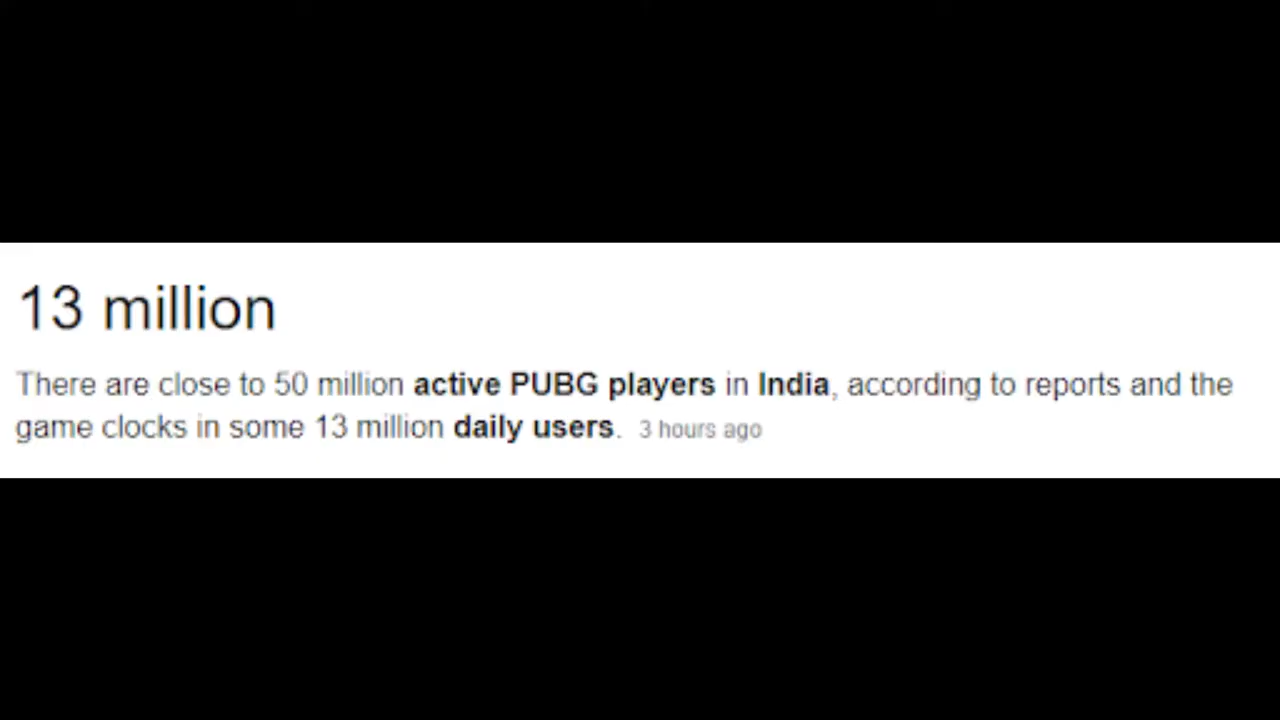 13 million
There are close to 50 million active PUBG players in India, according to reports and the
game clocks in some 13 million daily users. 3 hours ago